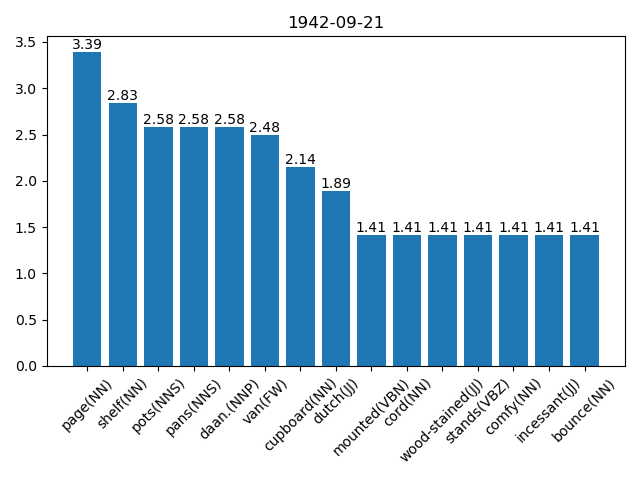 1942-09-21
3.5
3.0
2.5
2.0
1.5
1.0
0.5
0.0
3.39
2.83
2.58
2.58
2.58
2.48
2.14
1.89
1.41
1.41
1.41
1.41
1.41
1.41
1.41
page(NN)
shelf(NN)
pots(NNS)
pans(NNS)
daan.(NNP)
van(FW)
cupboard(NN)
dutch(JJ)
mounted(VBN)
cord(NN)
wood-stained(JJ)
stands(VBZ)
comfy(NN)
incessant(JJ)
bounce(NN)